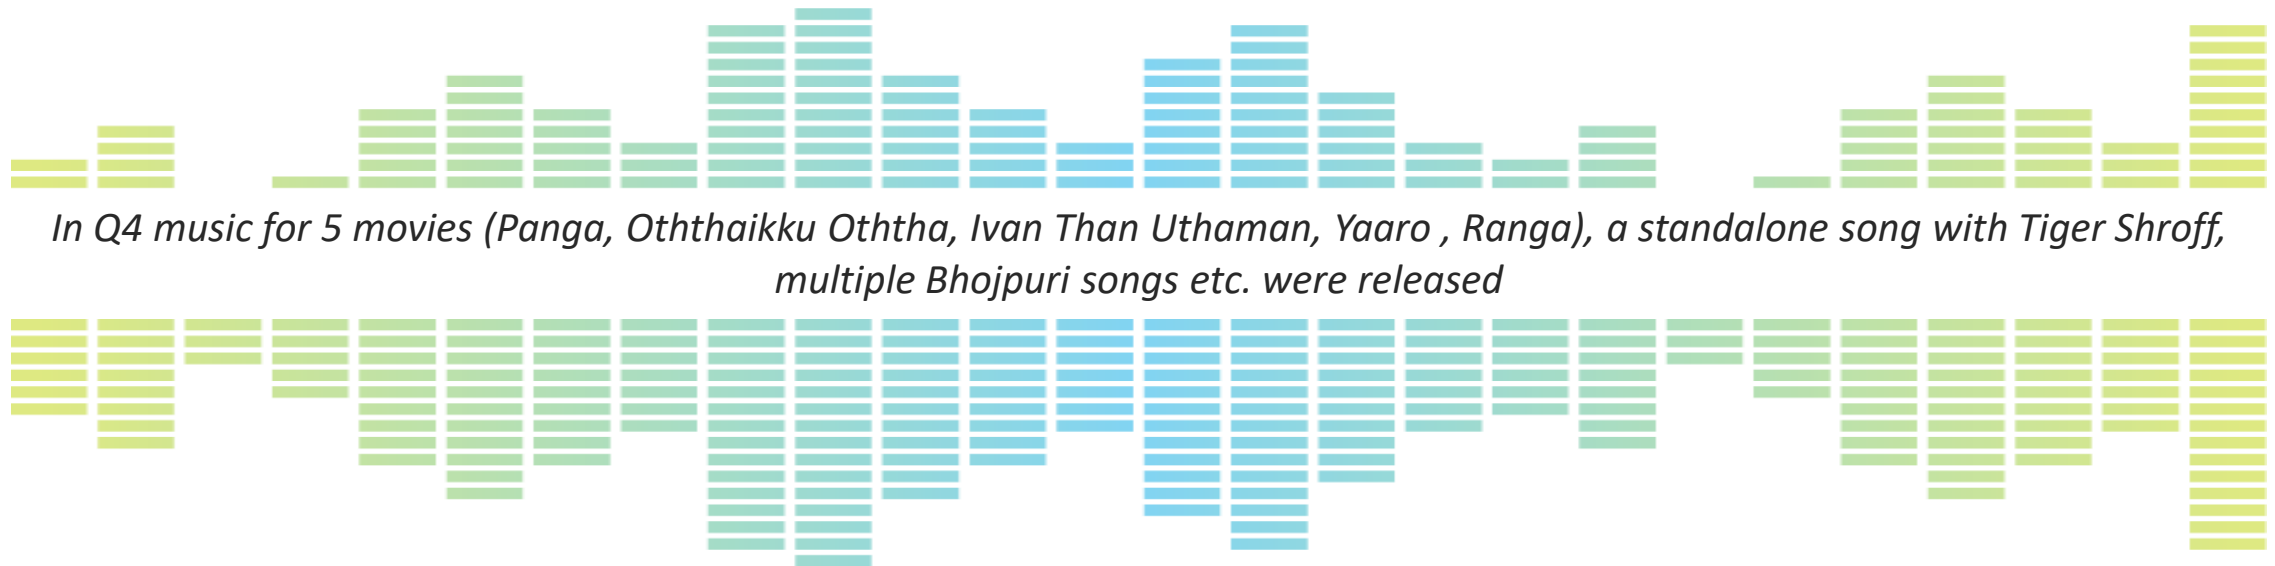 In Q4 music for 5 movies (Panga, Oththaikku Oththa, Ivan Than Uthaman, Yaaro , Ranga), a standalone song with Tiger Shroff,
multiple Bhojpuri songs etc. were released